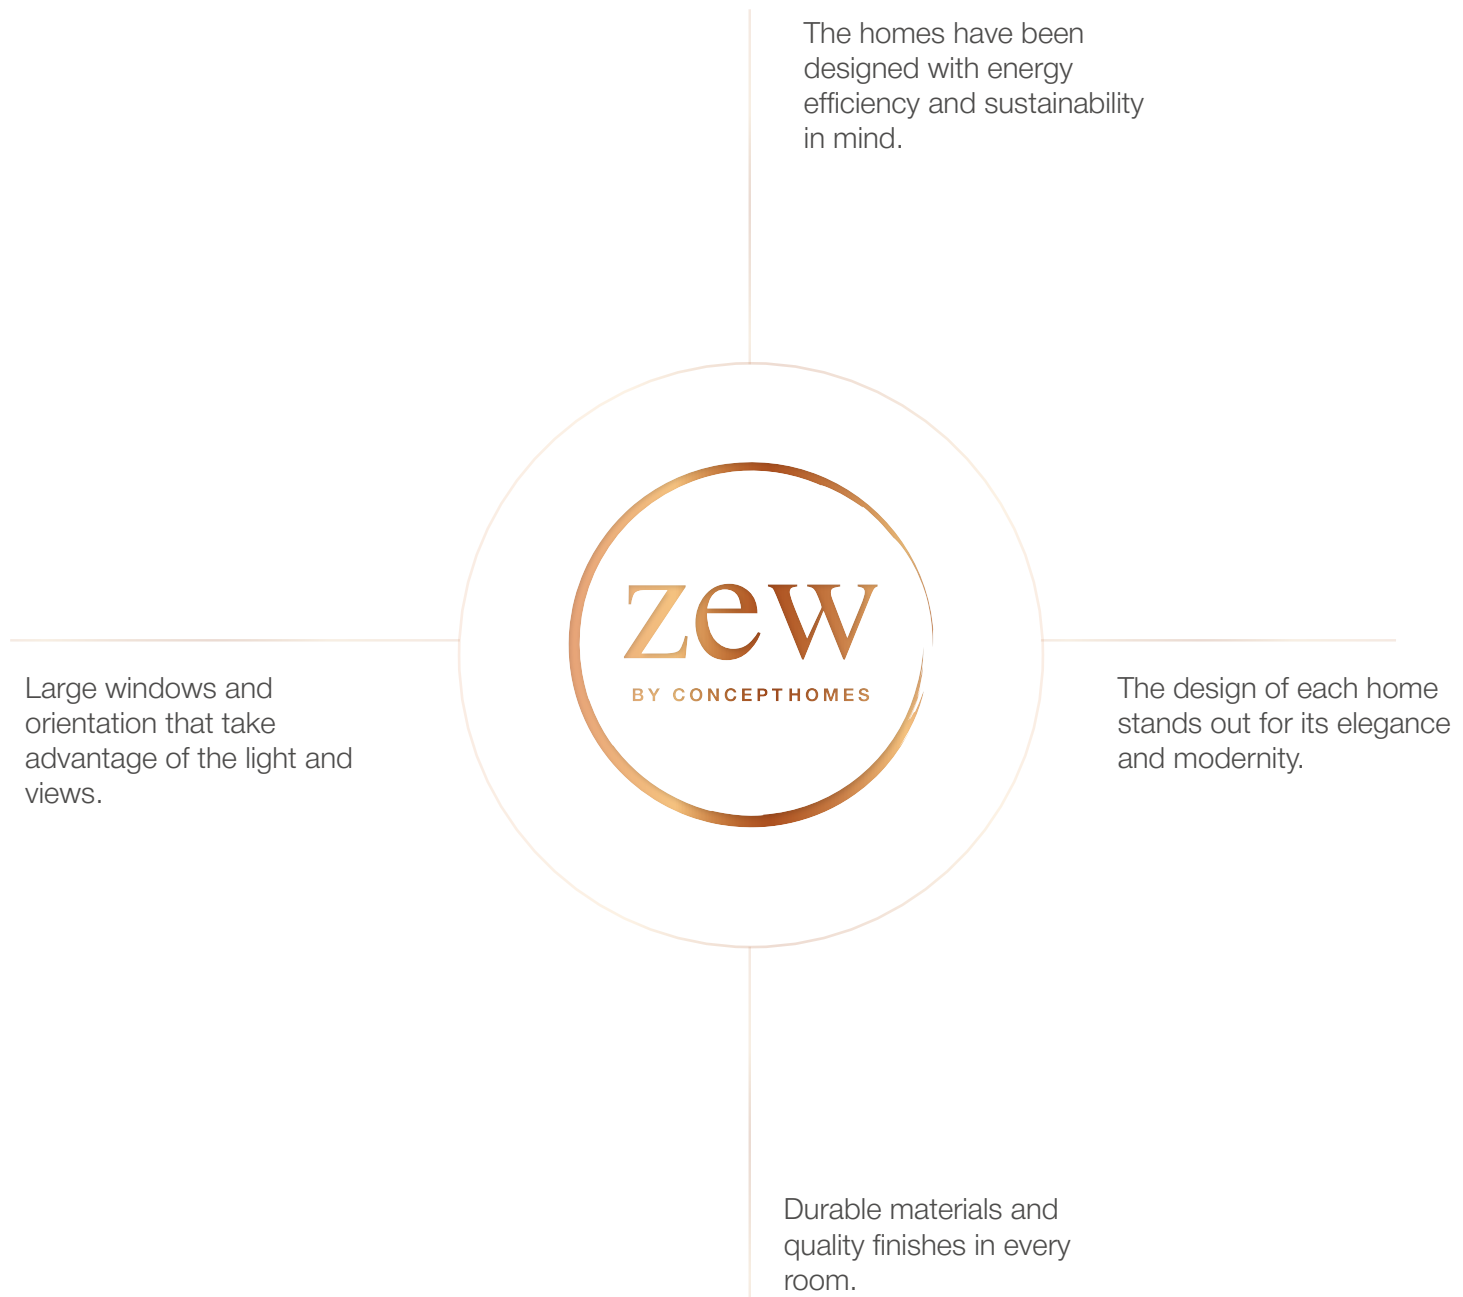 The homes have been
designed with energy
efficiency and sustainability
in mind.
zew
BY CONCEPTHOMES
Large windows and
orientation that take
advantage of the light and
views.
The design of each home
stands out for its elegance
and modernity.
Durable materials and
quality finishes in every
room.